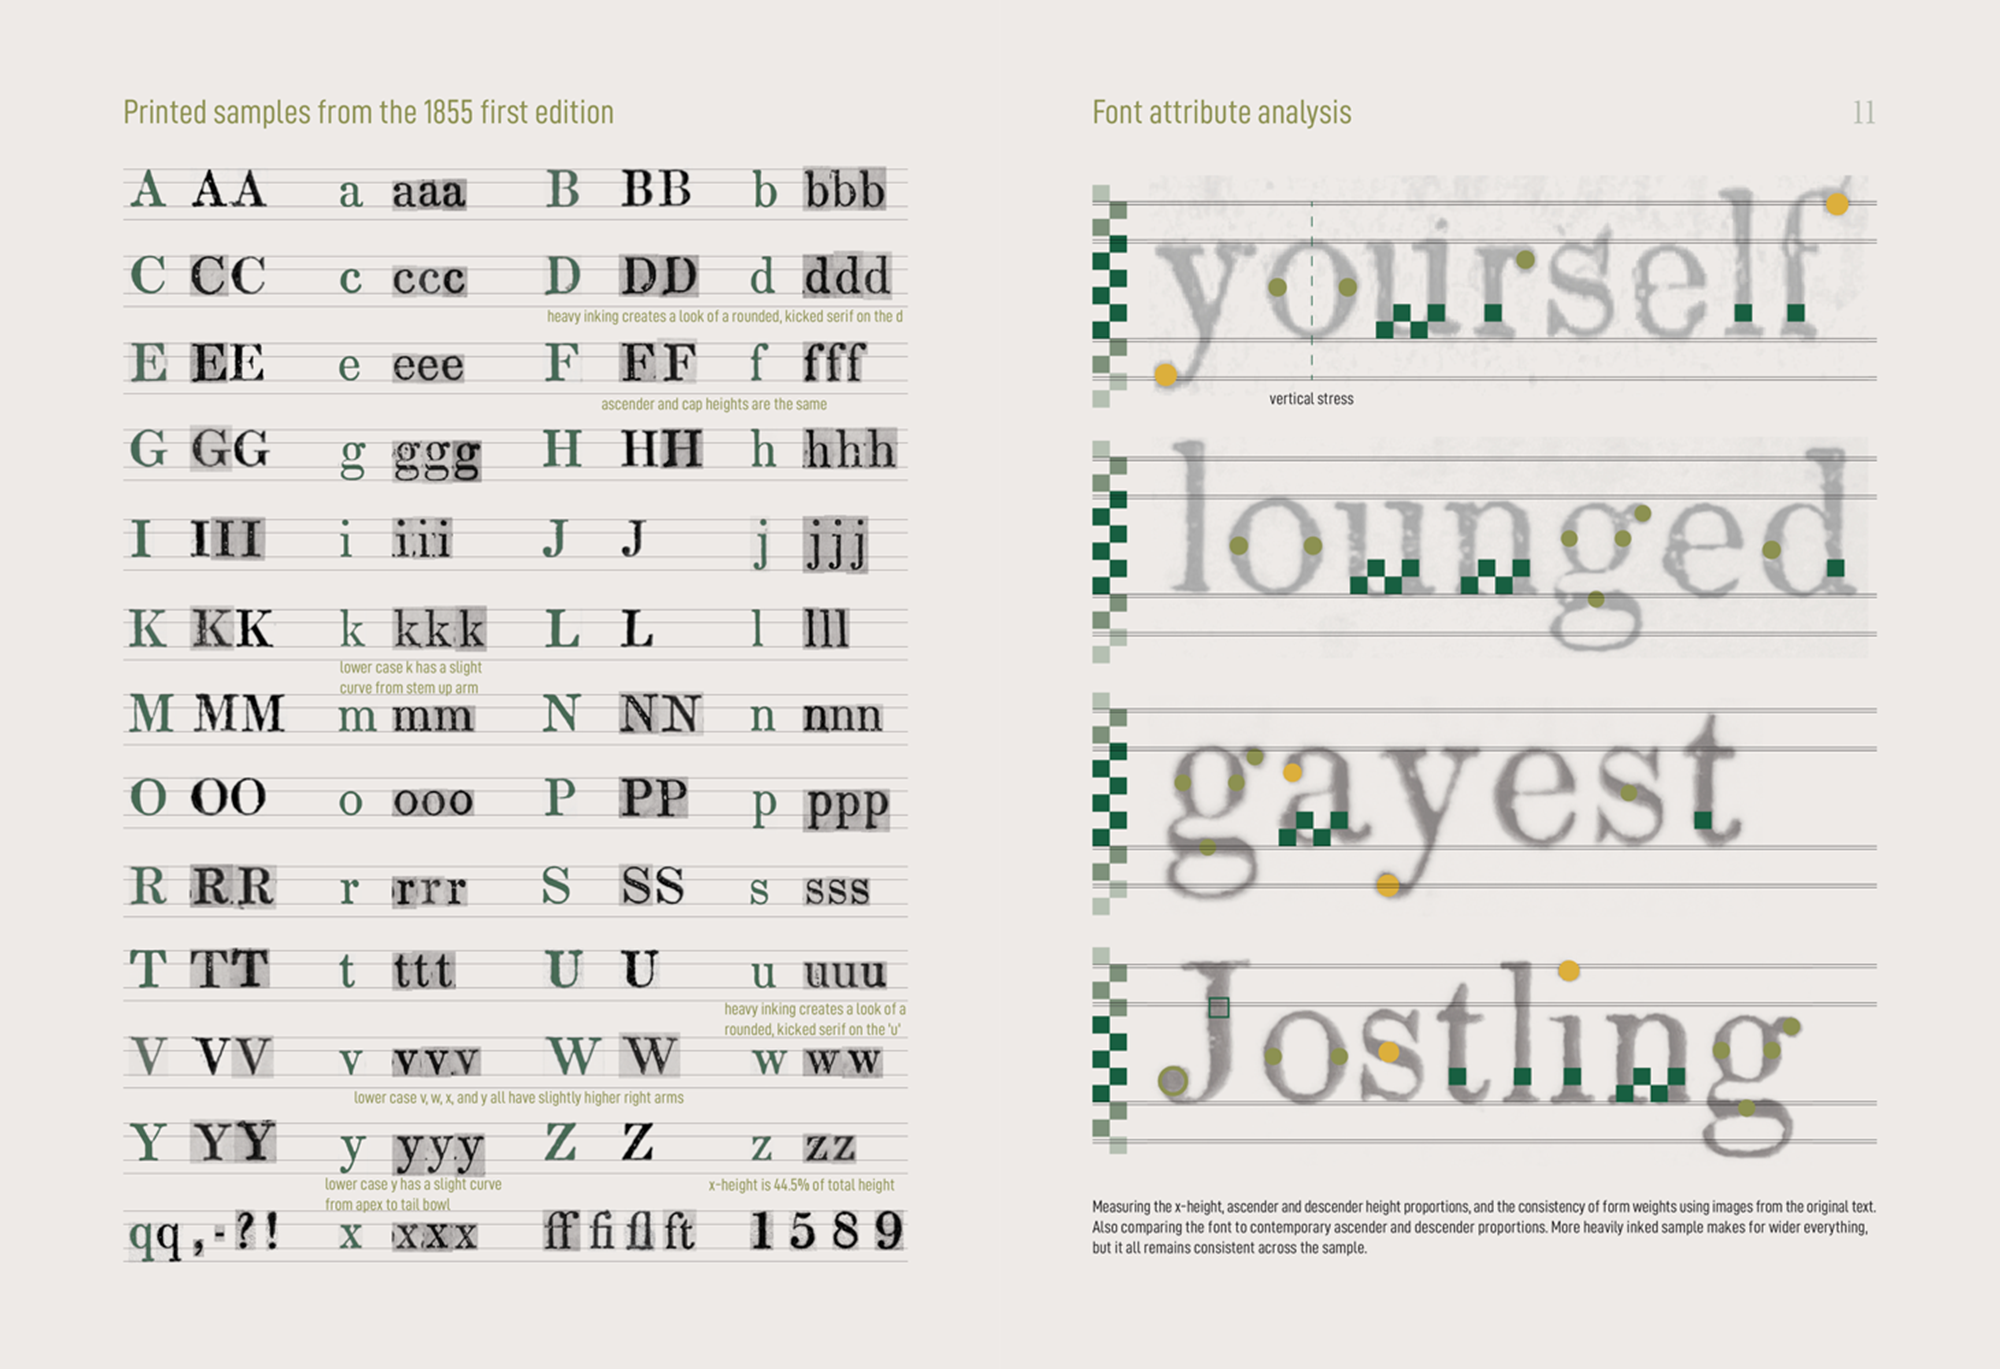 Printed samples from the 1855 first edition
A AA a aaa B BB b bbb
C CC c ccc D DD d ddd
heavy inking creates a look of a rounded, kicked serif on the d
E EE e eee F FF f fff
ascender and cap heights are the same
G GG g ggg H HH h hhh
I III i iii J J j jjj
K KK k kkk L L l lll
lower case k has a slight
curve from stem up arm
M MM m mm N NN n nnn
O OO o ooo P PP p ppp
R RR r rrr S SS s sss
T TT t ttt U U u uuu
heavy inking creates a look of a
rounded, kicked serif on the 'u'
V VV v vvv W W w ww
lower case v, w, x, and y all have slightly higher right arms
Y YY y yyy Z Z z zz
lower case y has a slight curve
from apex to tail bowl
x-height is 44.5% of total height
qq,-?! x xxx ff fi fl ft 1 5 8 9
Font attribute analysis
11
yourself
vertical stress
lounged
gayest
Jostling
Measuring the x-height, ascender and descender height proportions, and the consistency of form weights using images from the original text.
Also comparing the font to contemporary ascender and descender proportions. More heavily inked sample makes for wider everything,
but it all remains consistent across the sample.